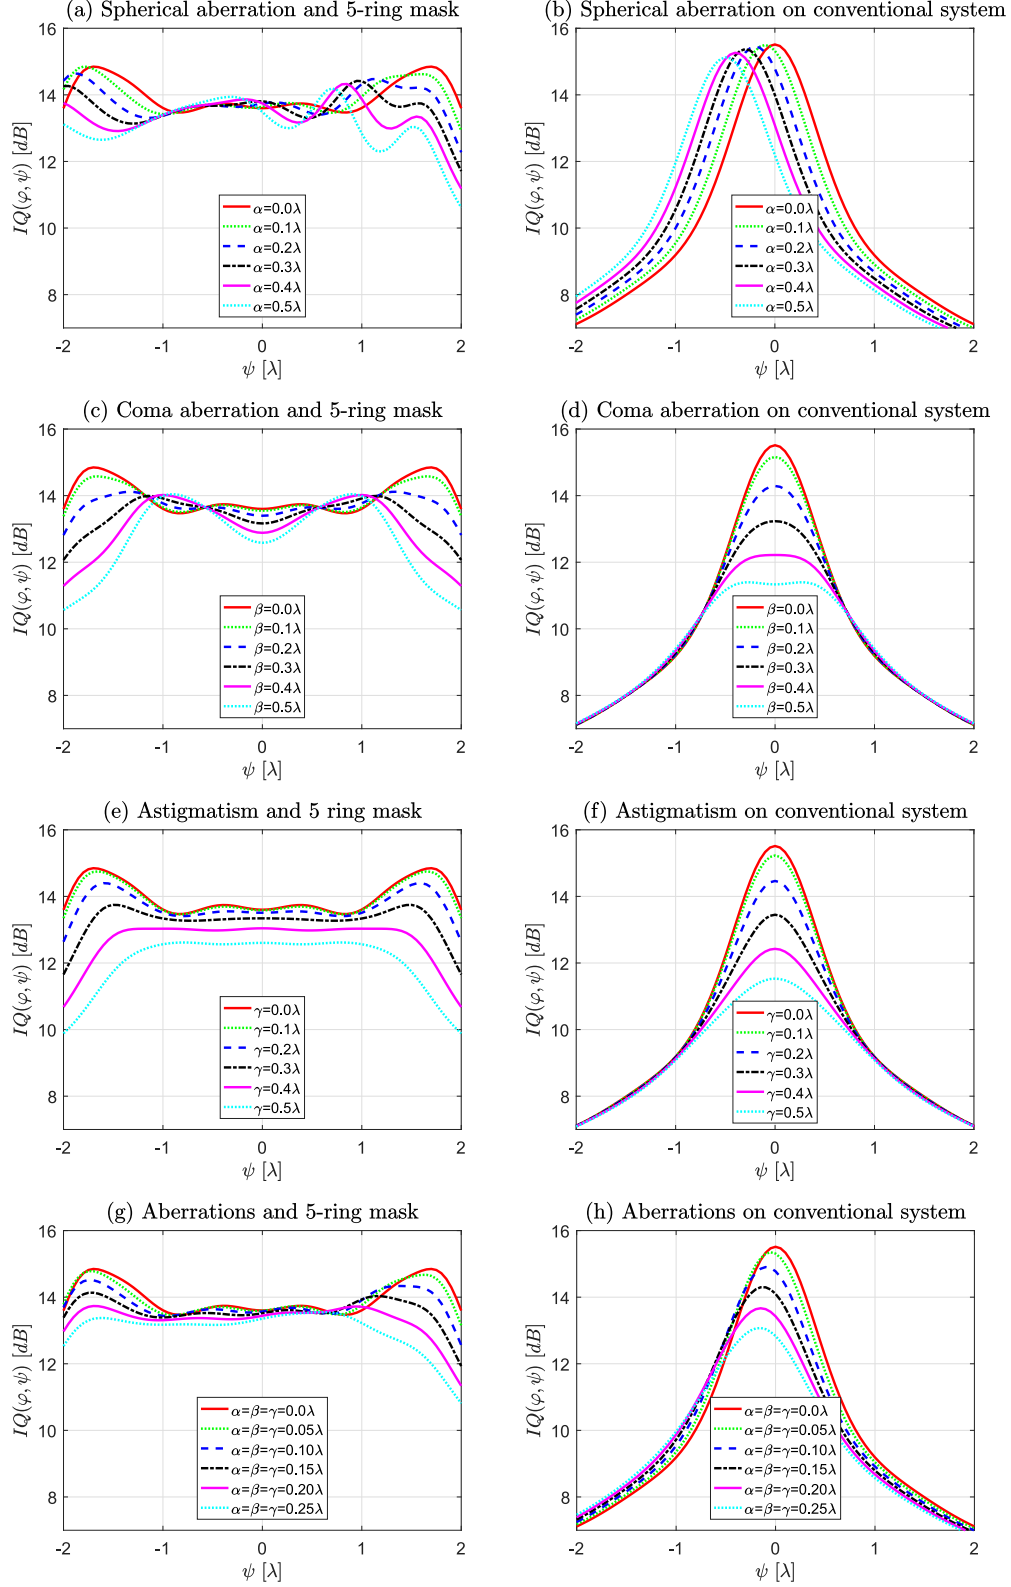 (a) Spherical aberration and 5-ring mask
16
14
12
10
8
-2
-1
0
1
2
IQ(φ, ψ) [dB]
ψ [λ]
α=0.0λ
α=0.1λ
α=0.2λ
α=0.3λ
α=0.4λ
α=0.5λ
(b) Spherical aberration on conventional system
16
14
12
10
8
-2
-1
0
1
2
IQ(φ, ψ) [dB]
ψ [λ]
α=0.0λ
α=0.1λ
α=0.2λ
α=0.3λ
α=0.4λ
α=0.5λ
(c) Coma aberration and 5-ring mask
16
14
12
10
8
-2
-1
0
1
2
IQ(φ, ψ) [dB]
ψ [λ]
β=0.0λ
β=0.1λ
β=0.2λ
β=0.3λ
β=0.4λ
β=0.5λ
(d) Coma aberration on conventional system
16
14
12
10
8
-2
-1
0
1
2
IQ(φ, ψ) [dB]
ψ [λ]
β=0.0λ
β=0.1λ
β=0.2λ
β=0.3λ
β=0.4λ
β=0.5λ
(e) Astigmatism and 5 ring mask
16
14
12
10
8
-2
-1
0
1
2
IQ(φ, ψ) [dB]
ψ [λ]
γ=0.0λ
γ=0.1λ
γ=0.2λ
γ=0.3λ
γ=0.4λ
γ=0.5λ
(f) Astigmatism on conventional system
16
14
12
10
8
-2
-1
0
1
2
IQ(φ, ψ) [dB]
ψ [λ]
γ=0.0λ
γ=0.1λ
γ=0.2λ
γ=0.3λ
γ=0.4λ
γ=0.5λ
(g) Aberrations and 5-ring mask
16
14
12
10
8
-2
-1
0
1
2
IQ(φ, ψ) [dB]
ψ [λ]
α=β=γ=0.0λ
α=β=γ=0.05λ
α=β=γ=0.10λ
α=β=γ=0.15λ
α=β=γ=0.20λ
α=β=γ=0.25λ
(h) Aberrations on conventional system
16
14
12
10
8
-2
-1
0
1
2
IQ(φ, ψ) [dB]
ψ [λ]
α=β=γ=0.0λ
α=β=γ=0.05λ
α=β=γ=0.10λ
α=β=γ=0.15λ
α=β=γ=0.20λ
α=β=γ=0.25λ